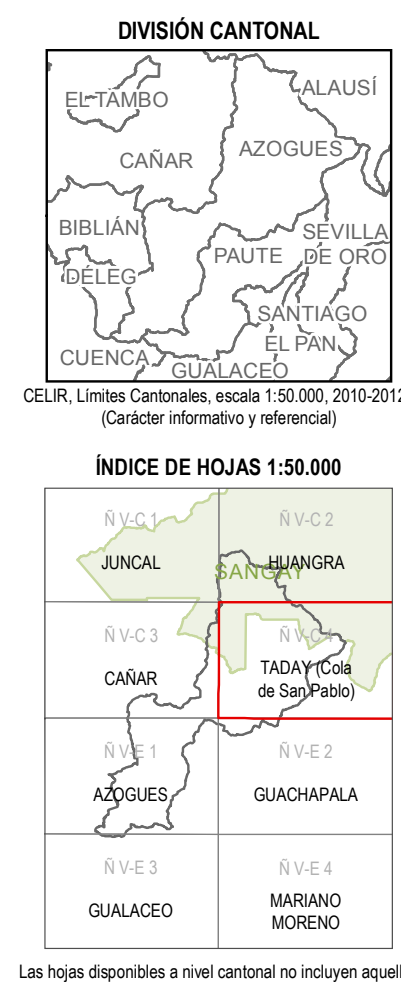 DIVISIÓN CANTONAL
EL TAMBO
ALAUSÍ
CAÑAR
AZOGUES
BIBLIÁN
SEVILLA
DE ORO
PAUTE
DÉLEG
SANTIAGO
EL PAN
CUENCA
GUALACEO
CELIR, Límites Cantonales, escala 1:50.000, 2010-2012
(Carácter informativo y referencial)
ÍNDICE DE HOJAS 1:50.000
Ñ V-C 1
Ñ V-C 2
JUNCAL
HUANGRA
SANGAY
Ñ V-C 3
Ñ V-C 4
CAÑAR
TADAY (Cola
de San Pablo)
Ñ V-E 1
Ñ V-E 2
AZOGUES
GUACHAPALA
Ñ V-E 3
Ñ V-E 4
GUALACEO
MARIANO
MORENO
Las hojas disponibles a nivel cantonal no incluyen aquell